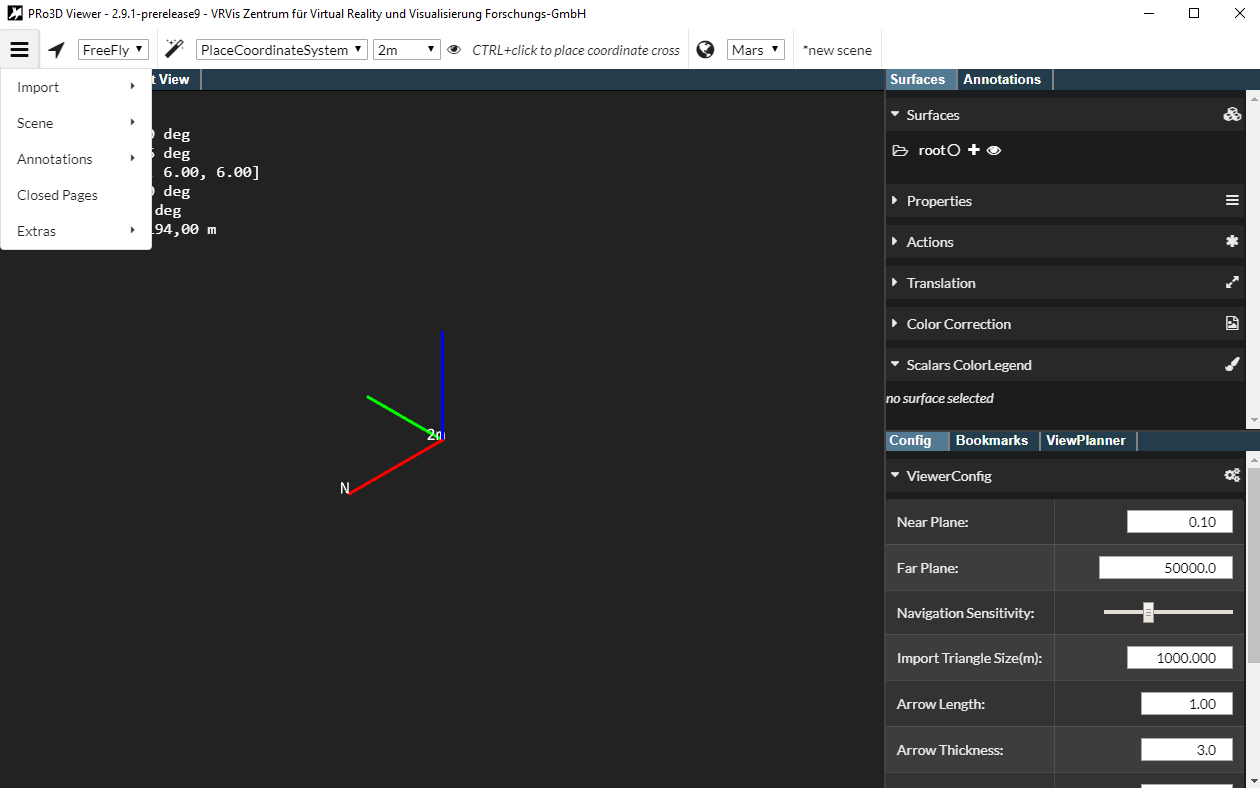 PRo3D Viewer - 2.9.1-prerelease9 - VRVis Zentrum für Virtual Reality und Visualisierung Forschungs-GmbH
FreeFly PlaceCoordinateSystem 2m CTRL+click to place coordinate cross Mars *new scene
Import
Scene
Annotations
Closed Pages
Extras
t View
deg
deg
6.00, 6.00]
deg
deg
194,00 m
2m
N
Surfaces Annotations
Surfaces
root
Properties
Actions
Translation
Color Correction
Scalars ColorLegend
no surface selected
Config Bookmarks ViewPlanner
ViewerConfig
Near Plane: 0.10
Far Plane: 50000.0
Navigation Sensitivity:
Import Triangle Size(m): 1000.000
Arrow Length: 1.00
Arrow Thickness: 3.0